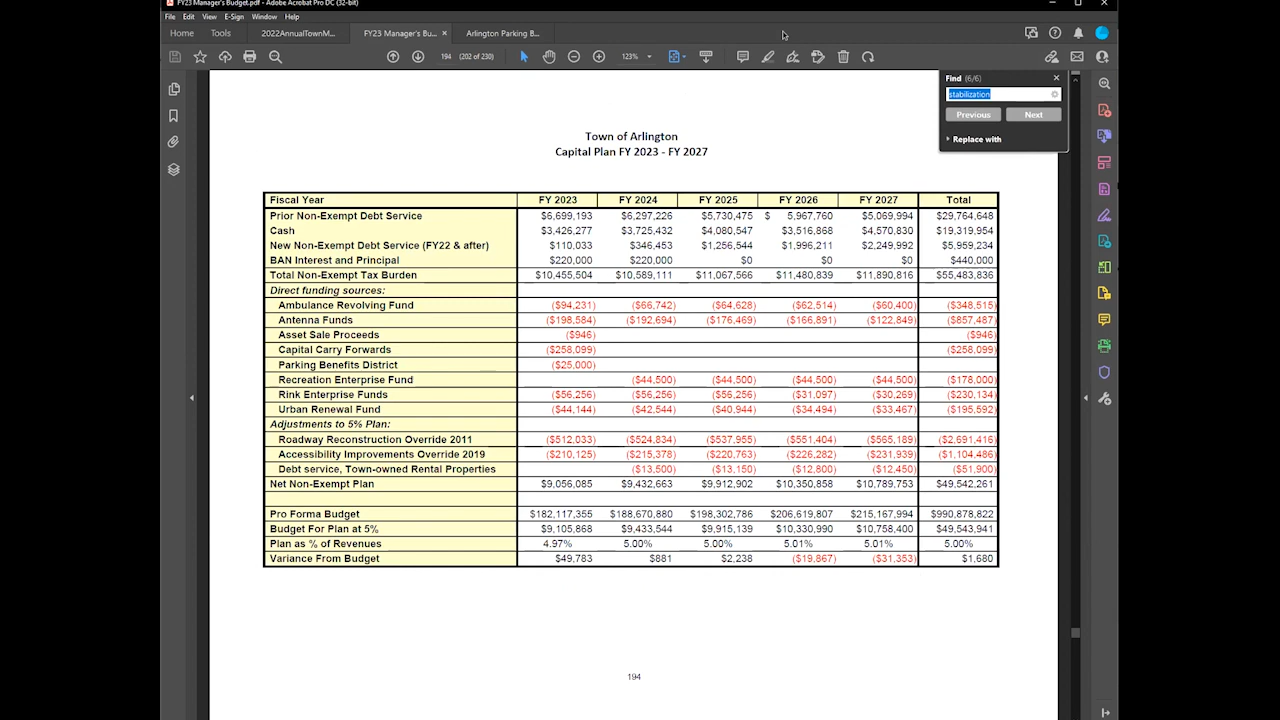 FY23 Manager's Budget.pdf - Adobe Acrobat Pro DC (32-bit)
File Edit View E-Sign Window Help
Home Tools 2022AnnualTownM... FY23 Manager's Bu... × Arlington Parking B...
194 (202 of 230) 123%
Find (6/6)
stabilization
Previous Next
Replace with
Town of Arlington
Capital Plan FY 2023 - FY 2027
Fiscal Year FY 2023 FY 2024 FY 2025 FY 2026 FY 2027 Total
Prior Non-Exempt Debt Service $6,699,193 $6,297,226 $5,730,475 $ 5,967,760 $5,069,994 $29,764,648
Cash $3,426,277 $3,725,432 $4,080,547 $3,516,868 $4,570,830 $19,319,954
New Non-Exempt Debt Service (FY22 & after) $110,033 $346,453 $1,256,544 $1,996,211 $2,249,992 $5,959,234
BAN Interest and Principal $220,000 $220,000 $0 $0 $0 $440,000
Total Non-Exempt Tax Burden $10,455,504 $10,589,111 $11,067,566 $11,480,839 $11,890,816 $55,483,836
Direct funding sources:
Ambulance Revolving Fund ($94,231) ($66,742) ($64,628) ($62,514) ($60,400) ($348,515)
Antenna Funds ($198,584) ($192,694) ($176,469) ($166,891) ($122,849) ($857,487)
Asset Sale Proceeds ($946) ($946)
Capital Carry Forwards ($258,099) ($258,099)
Parking Benefits District ($25,000)
Recreation Enterprise Fund ($44,500) ($44,500) ($44,500) ($44,500) ($178,000)
Rink Enterprise Funds ($56,256) ($56,256) ($56,256) ($31,097) ($30,269) ($230,134)
Urban Renewal Fund ($44,144) ($42,544) ($40,944) ($34,494) ($33,467) ($195,592)
Adjustments to 5% Plan:
Roadway Reconstruction Override 2011 ($512,033) ($524,834) ($537,955) ($551,404) ($565,189) ($2,691,416)
Accessibility Improvements Override 2019 ($210,125) ($215,378) ($220,763) ($226,282) ($231,939) ($1,104,486)
Debt service, Town-owned Rental Properties ($13,500) ($13,150) ($12,800) ($12,450) ($51,900)
Net Non-Exempt Plan $9,056,085 $9,432,663 $9,912,902 $10,350,858 $10,789,753 $49,542,261
Pro Forma Budget $182,117,355 $188,670,880 $198,302,786 $206,619,807 $215,167,994 $990,878,822
Budget For Plan at 5% $9,105,868 $9,433,544 $9,915,139 $10,330,990 $10,758,400 $49,543,941
Plan as % of Revenues 4.97% 5.00% 5.00% 5.01% 5.01% 5.00%
Variance From Budget $49,783 $881 $2,238 ($19,867) ($31,353) $1,680
194